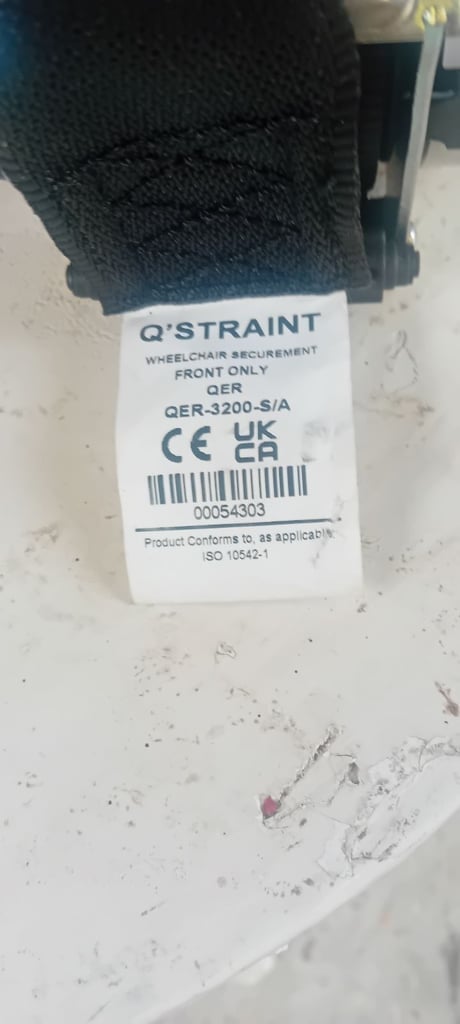 Q'STRAINT
WHEELCHAIR SECUREMENT
FRONT ONLY
QER
QER-3200-S/A
CE UK
CA
00054303
Product Conforms to, as applicable
ISO 10542-1